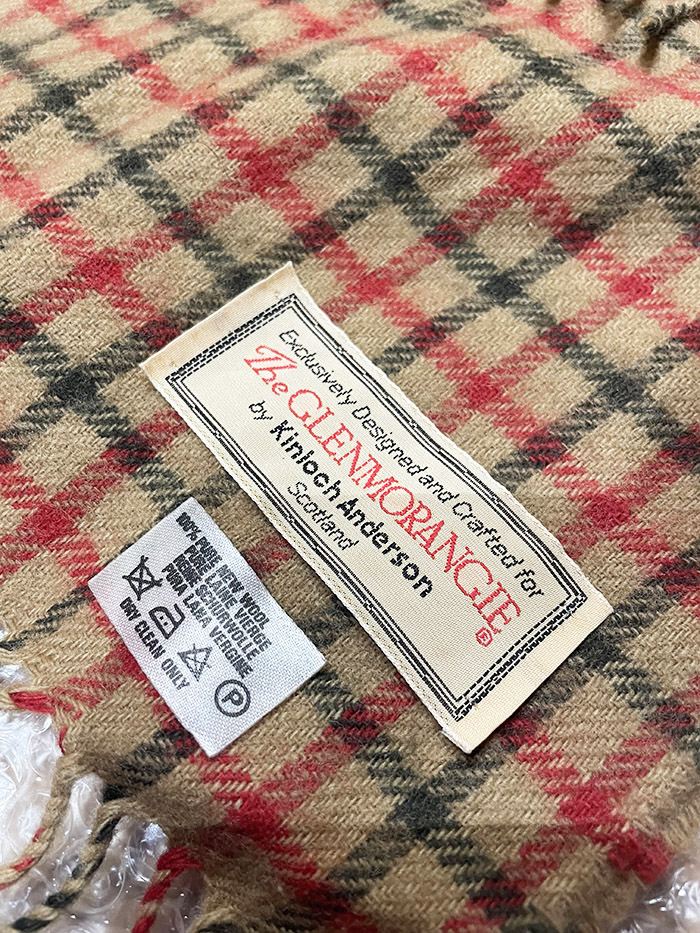 Exclusively Designed and Crafted for
The GLENMORANGIE®
by Kinloch Anderson
Scotland
100% PURE NEW WOOL
PURE LAINE VIERGE
REINE SCHURWOLLE
PURA LANA VERGINE
P
DRY CLEAN ONLY